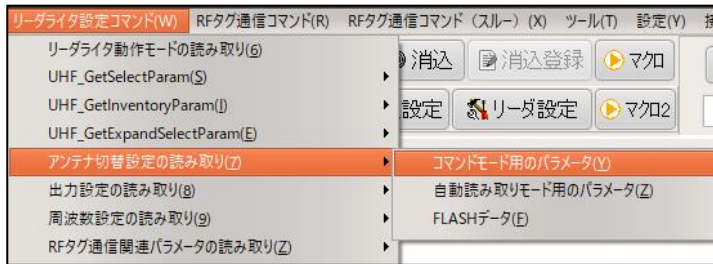 リーダライタ設定コマンド(W) RFタグ通信コマンド(R) RFタグ通信コマンド（スルー）(X) ツール(T) 設定(Y)
リーダライタ動作モードの読み取り(6)
UHF_GetSelectParam(S)
UHF_GetInventoryParam(I)
UHF_GetExpandSelectParam(E)
アンテナ切替設定の読み取り(7)
出力設定の読み取り(8)
周波数設定の読み取り(9)
RFタグ通信関連パラメータの読み取り(Z)
消込 消込登録 マクロ
設定 リーダ設定 マクロ2
コマンドモード用のパラメータ(Y)
自動読み取りモード用のパラメータ(Z)
FLASHデータ(F)